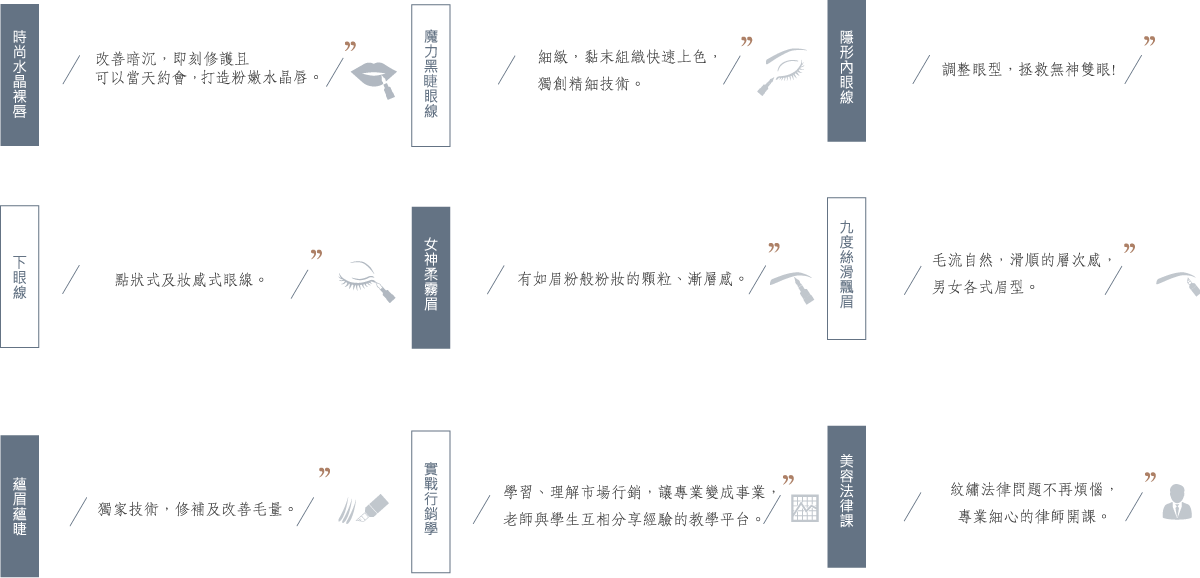 時尚水晶裸唇
改善暗沉，即刻修護且
可以當天約會，打造粉嫩水晶唇。
”
魔力黑睫眼線
細緻，黏末組織快速上色，
獨創精細技術。
”
隱形內眼線
調整眼型，拯救無神雙眼!
”
下眼線
點狀式及妝感式眼線。
”
女神柔霧眉
有如眉粉般粉妝的顆粒、漸層感。
”
九度絲滑飄眉
毛流自然，滑順的層次感，
男女各式眉型。
”
蘊眉蘊睫
獨家技術，修補及改善毛量。
”
實戰行銷學
學習、理解市場行銷，讓專業變成事業，
老師與學生互相分享經驗的教學平台。
”
美容法律課
紋繡法律問題不再煩惱，
專業細心的律師開課。
”